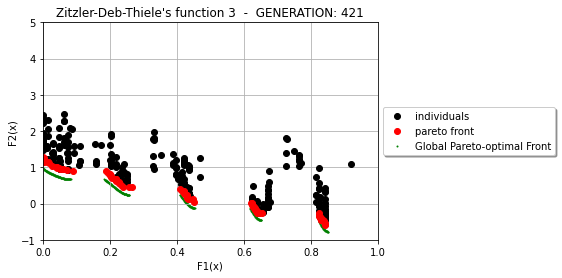 Zitzler-Deb-Thiele's function 3 - GENERATION: 421
5
4
3
2
1
0
−1
F2(x)
0.0 0.2 0.4 0.6 0.8 1.0
F1(x)
individuals
pareto front
Global Pareto-optimal Front